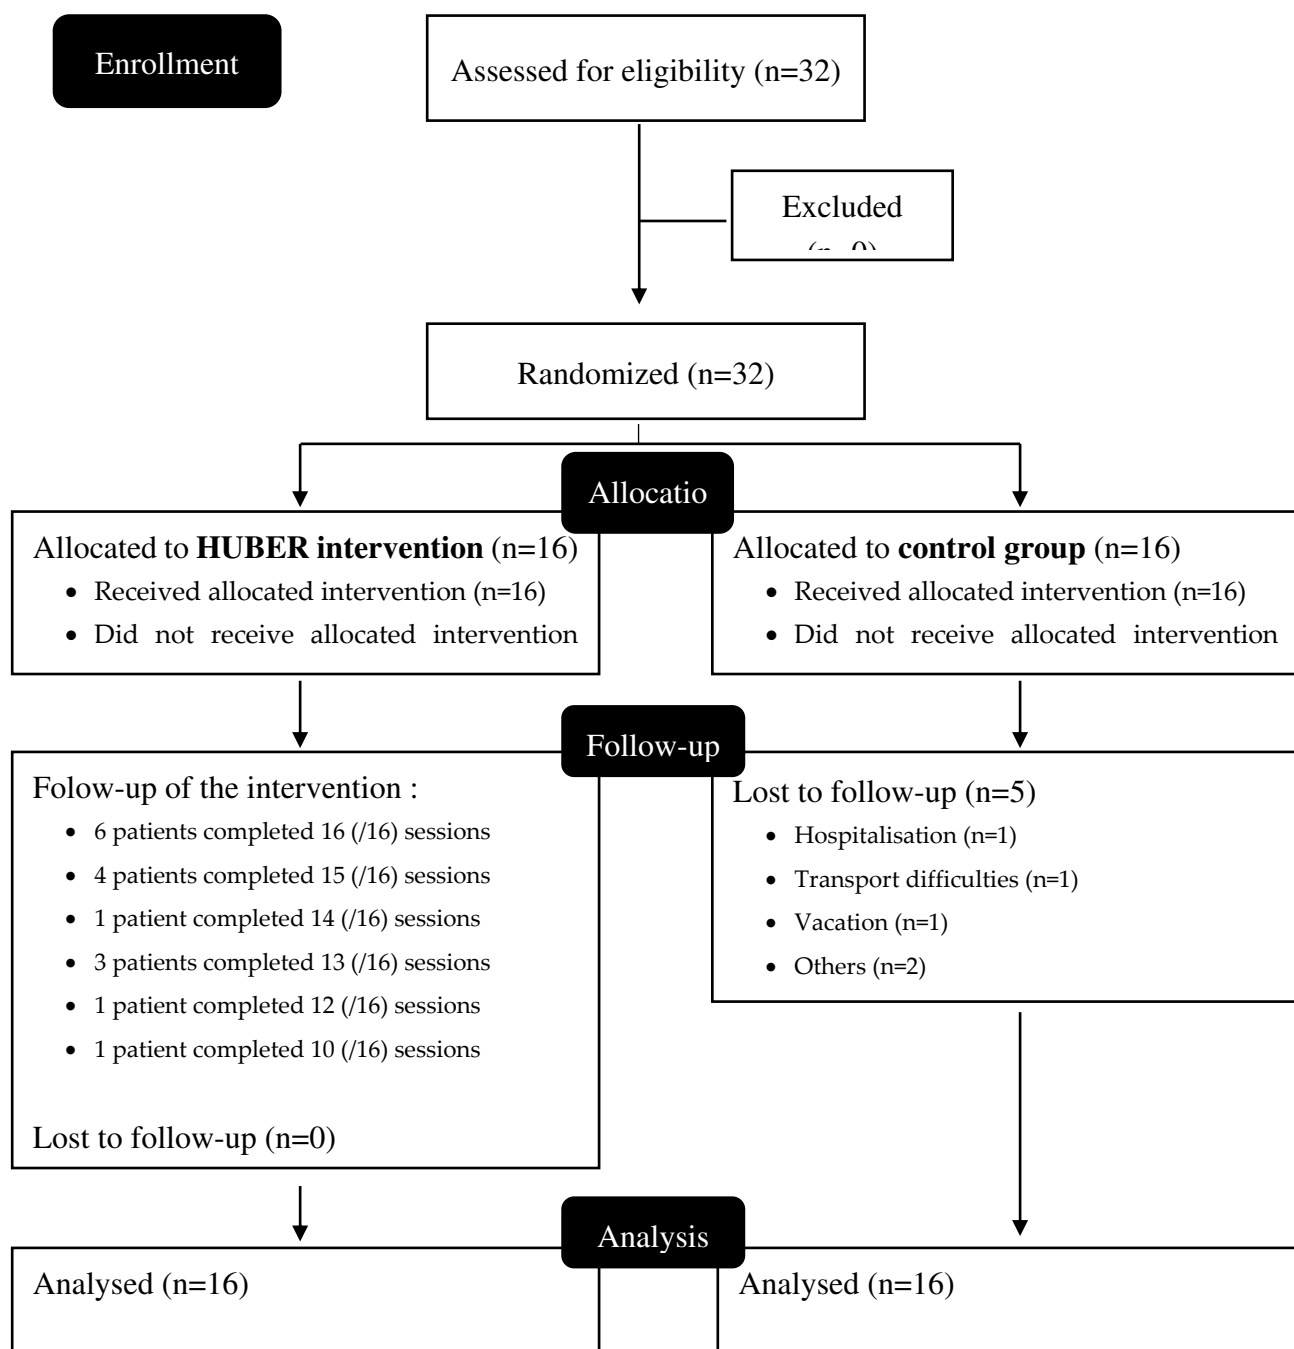 Enrollment
Assessed for eligibility (n=32)
Excluded
Randomized (n=32)
Allocatio
Allocated to HUBER intervention (n=16)
• Received allocated intervention (n=16)
• Did not receive allocated intervention
Allocated to control group (n=16)
• Received allocated intervention (n=16)
• Did not receive allocated intervention
Follow-up
Folow-up of the intervention :
• 6 patients completed 16 (/16) sessions
• 4 patients completed 15 (/16) sessions
• 1 patient completed 14 (/16) sessions
• 3 patients completed 13 (/16) sessions
• 1 patient completed 12 (/16) sessions
• 1 patient completed 10 (/16) sessions
Lost to follow-up (n=0)
Lost to follow-up (n=5)
• Hospitalisation (n=1)
• Transport difficulties (n=1)
• Vacation (n=1)
• Others (n=2)
Analysis
Analysed (n=16)
Analysed (n=16)